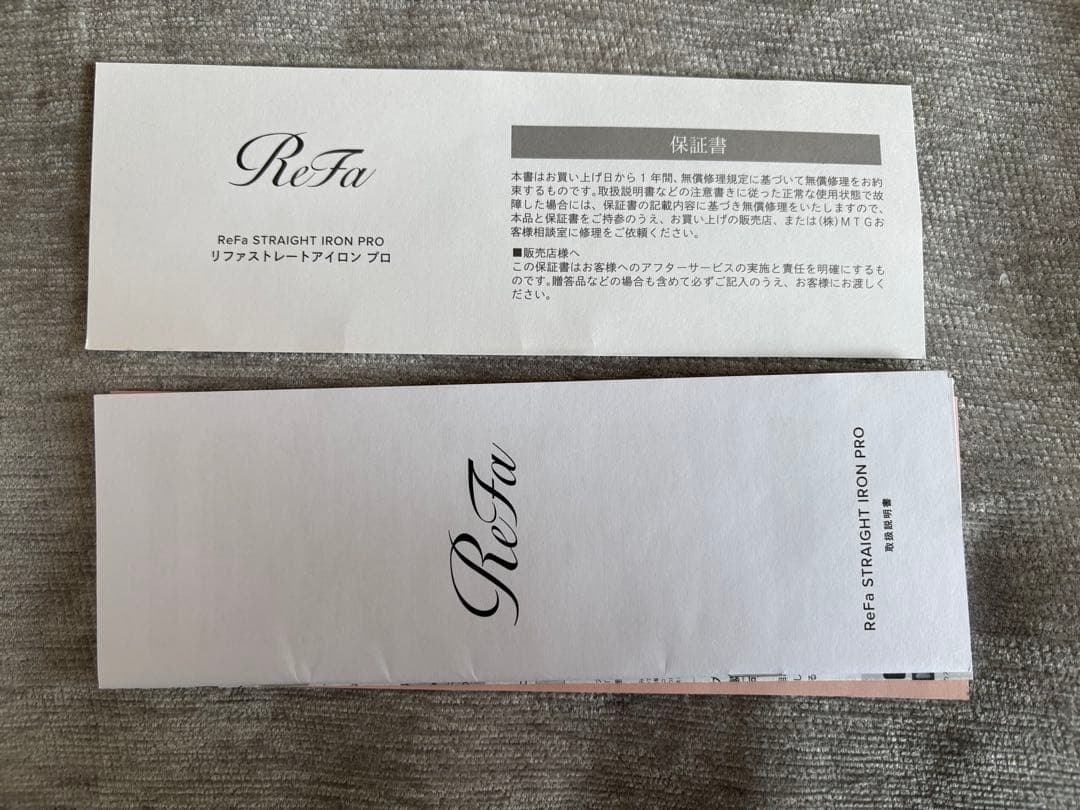 ReFa
ReFa STRAIGHT IRON PRO
リファストレートアイロン プロ
保証書
本書はお買い上げ日から1年間、無償修理規定に基づいて無償修理をお約
束するものです。取扱説明書などの注意書きに従った正常な使用状態で故
障した場合には、保証書の記載内容に基づき無償修理をいたしますので、
本品と保証書をご持参のうえ、お買い上げの販売店、または(株)MTGお
客様相談室に修理をご依頼ください。
■販売店様へ
この保証書はお客様へのアフターサービスの実施と責任を明確にするも
のです。贈答品などの場合も含めて必ずご記入のうえ、お客様にお渡しく
ださい。
ReFa
ReFa STRAIGHT IRON PRO
取扱説明書